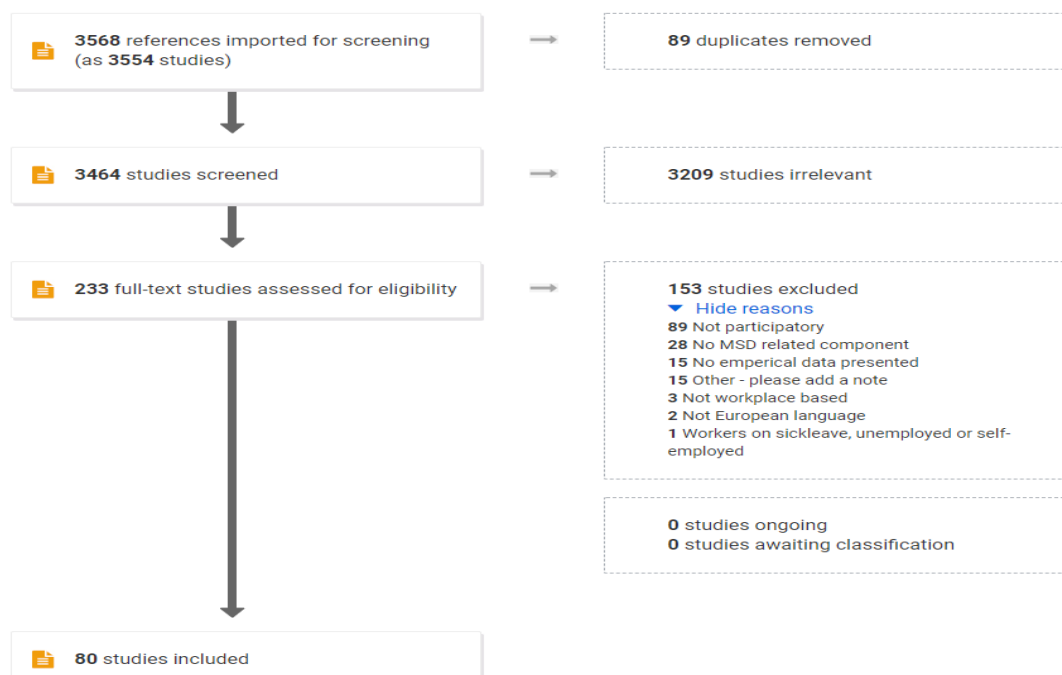 3568 references imported for screening
(as 3554 studies)
89 duplicates removed
3464 studies screened
3209 studies irrelevant
233 full-text studies assessed for eligibility
153 studies excluded
Hide reasons
89 Not participatory
28 No MSD related component
15 No emperical data presented
15 Other - please add a note
3 Not workplace based
2 Not European language
1 Workers on sickleave, unemployed or self-
employed
0 studies ongoing
0 studies awaiting classification
80 studies included